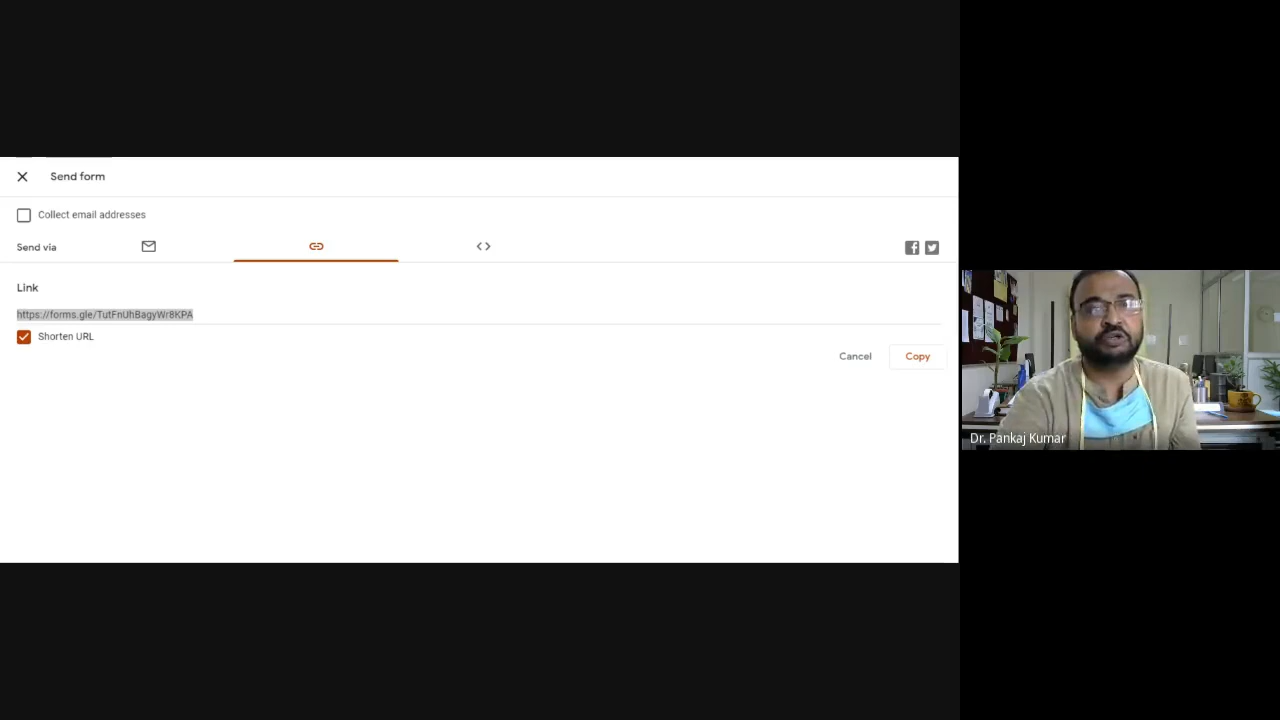 Send form
Collect email addresses
Send via
Link
https://forms.gle/TutFnUhBagyWr8KPA
Shorten URL
Cancel
Copy
Dr. Pankaj Kumar